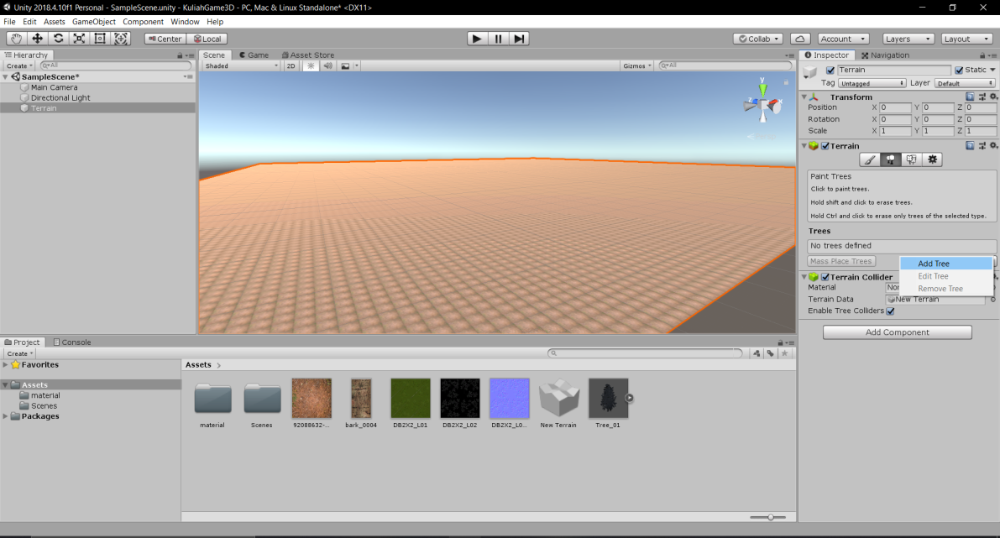 Unity 2018.4.10f1 Personal - SampleScene.unity - KuliahGame3D - PC, Mac & Linux Standalone* <DX11>
File Edit Assets GameObject Component Window Help
Center Local Collab Account Layers Layout
Hierarchy Scene Game Asset Store Inspector Navigation
Create All Shaded 2D Gizmos All Terrain Static
SampleScene*
Tag Untagged Layer Default
Main Camera
Directional Light
Terrain
y
z x
Transform
Position X 0 Y 0 Z 0
Rotation X 0 Y 0 Z 0
Scale X 1 Y 1 Z 1
Terrain
Paint Trees
Click to paint trees.
Hold shift and click to erase trees.
Hold Ctrl and click to erase only trees of the selected type.
Trees
No trees defined
Mass Place Trees
Add Tree
Edit Tree
Remove Tree
Terrain Collider
Material
Terrain Data New Terrain
Enable Tree Colliders
Add Component
Project Console
Create
Favorites
Assets
material
Scenes
Packages
Assets
material Scenes 92088632-... bark_0004 DB2X2_L01 DB2X2_L02 DB2X2_L0... New Terrain Tree_01